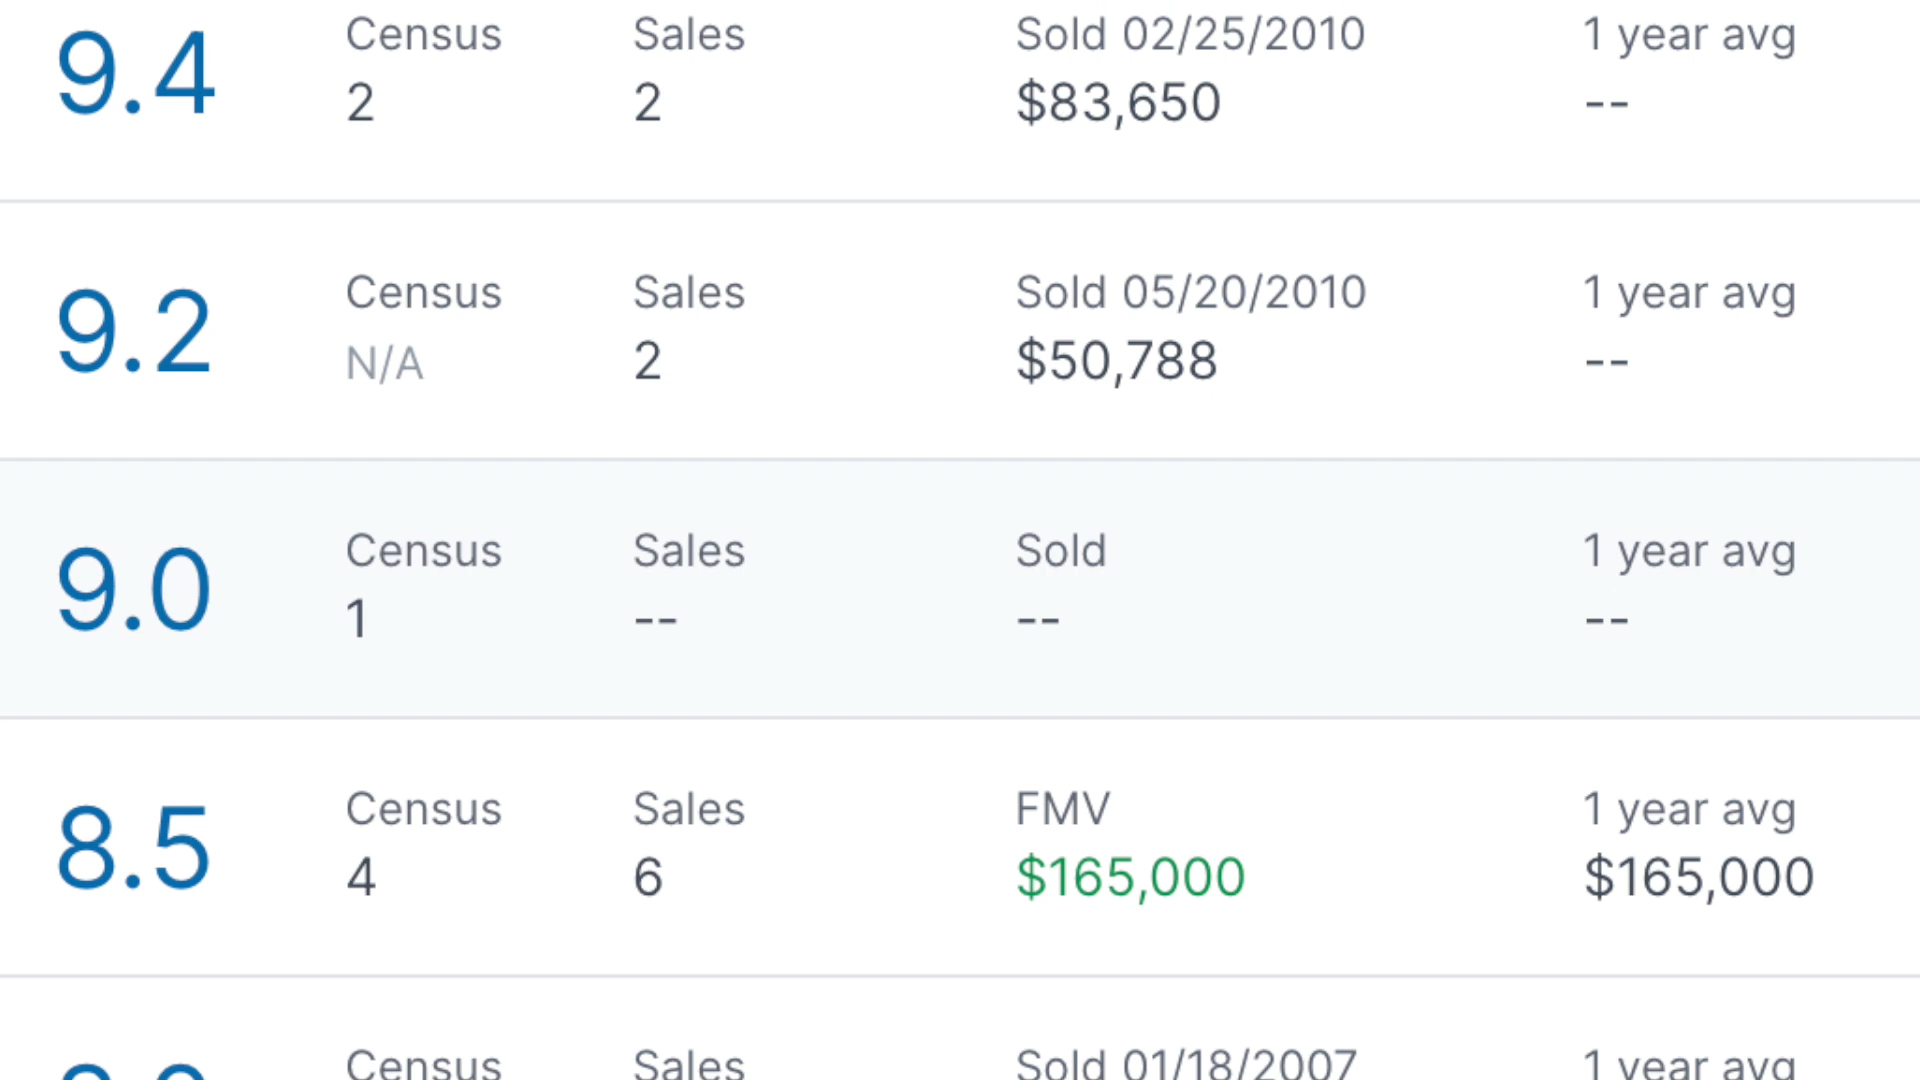 9.4 Census Sales Sold 02/25/2010 1 year avg
2 2 $83,650 --
9.2 Census Sales Sold 05/20/2010 1 year avg
N/A 2 $50,788 --
9.0 Census Sales Sold 1 year avg
1 -- -- --
8.5 Census Sales FMV 1 year avg
4 6 $165,000 $165,000
Census Sales Sold 01/18/2007 1 year avg